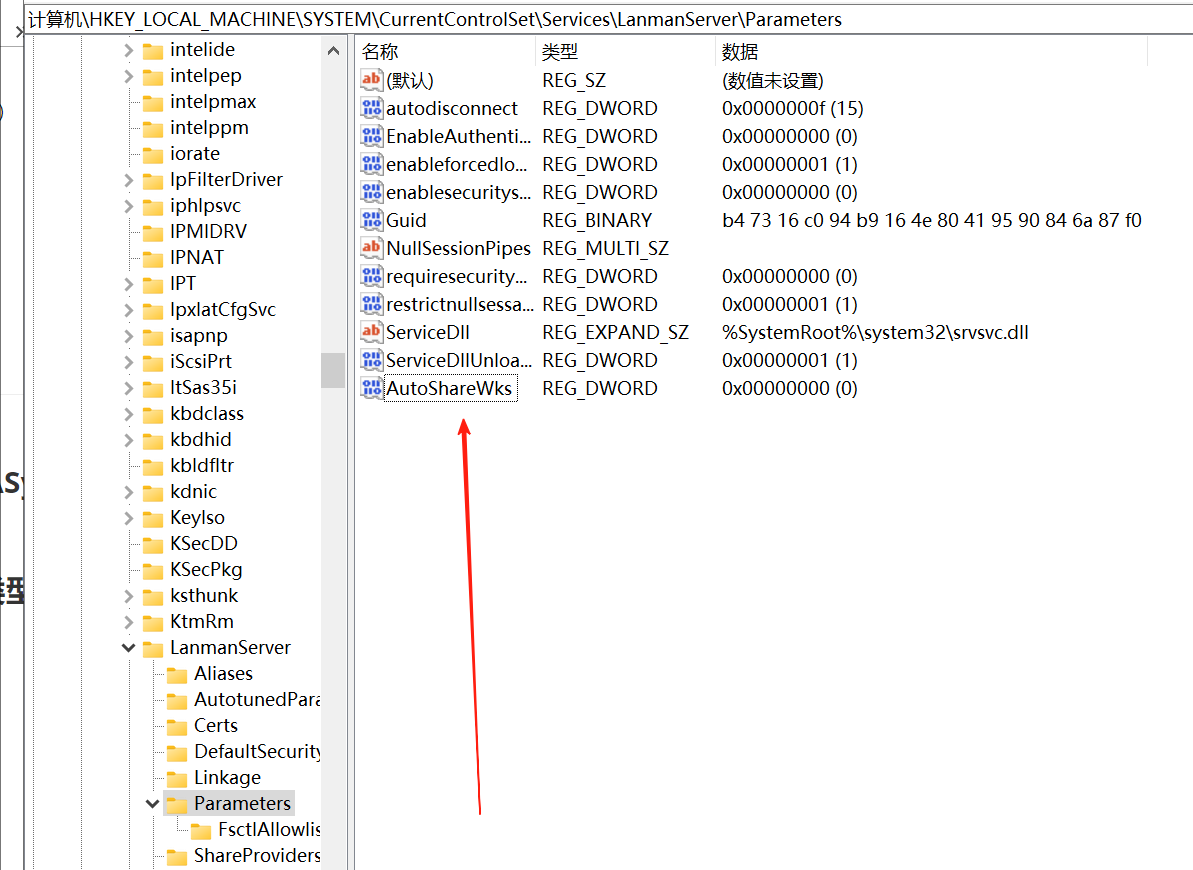 计算机\HKEY_LOCAL_MACHINE\SYSTEM\CurrentControlSet\Services\LanmanServer\Parameters
intelide
intelpep
intelpmax
intelppm
iorate
IpFilterDriver
iphlpsvc
IPMIDRV
IPNAT
IPT
IpxlatCfgSvc
isapnp
iScsiPrt
ItSas35i
kbdclass
kbdhid
kbldfltr
kdnic
KeyIso
KSecDD
KSecPkg
ksthunk
KtmRm
LanmanServer
Aliases
AutotunedPara
Certs
DefaultSecurity
Linkage
Parameters
FsctlAllowlis
ShareProviders
名称 类型 数据
(默认) REG_SZ (数值未设置)
autodisconnect REG_DWORD 0x0000000f (15)
EnableAuthenti... REG_DWORD 0x00000000 (0)
enableforcedlo... REG_DWORD 0x00000001 (1)
enablesecuritys... REG_DWORD 0x00000000 (0)
Guid REG_BINARY b4 73 16 c0 94 b9 16 4e 80 41 95 90 84 6a 87 f0
NullSessionPipes REG_MULTI_SZ
requiresecurity... REG_DWORD 0x00000000 (0)
restrictnullsessa... REG_DWORD 0x00000001 (1)
ServiceDll REG_EXPAND_SZ %SystemRoot%\system32\srvsvc.dll
ServiceDllUnloa... REG_DWORD 0x00000001 (1)
AutoShareWks REG_DWORD 0x00000000 (0)